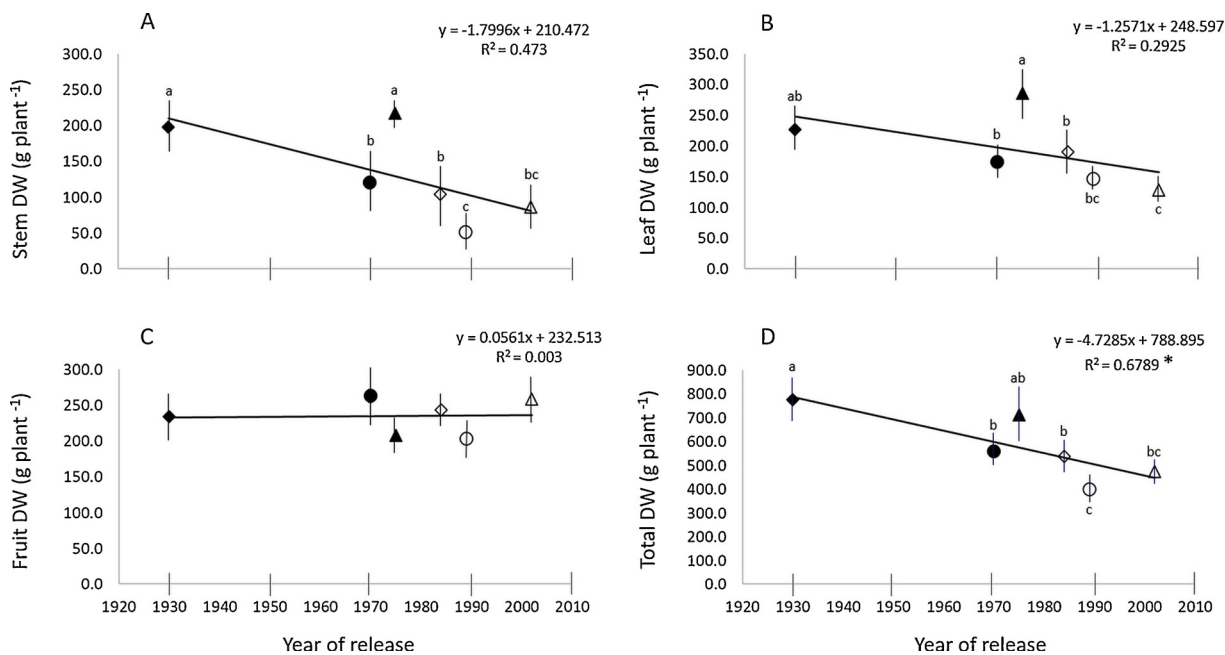 A
y = -1.7996x + 210.472
R² = 0.473
Stem DW (g plant ⁻¹)
300.0
250.0
200.0
150.0
100.0
50.0
0.0
a
b
a
b
c
bc
B
y = -1.2571x + 248.597
R² = 0.2925
Leaf DW (g plant ⁻¹)
350.0
300.0
250.0
200.0
150.0
100.0
50.0
0.0
ab
b
a
b
bc
c
C
y = 0.0561x + 232.513
R² = 0.003
Fruit DW (g plant ⁻¹)
300.0
250.0
200.0
150.0
100.0
50.0
0.0
1920 1930 1940 1950 1960 1970 1980 1990 2000 2010
Year of release
D
y = -4.7285x + 788.895
R² = 0.6789 *
Total DW (g plant ⁻¹)
900.0
800.0
700.0
600.0
500.0
400.0
300.0
200.0
100.0
0.0
a
b
ab
b
c
bc
1920 1930 1940 1950 1960 1970 1980 1990 2000 2010
Year of release